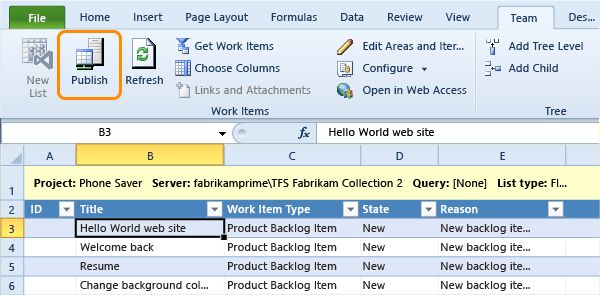 File Home Insert Page Layout Formulas Data Review View Team Des...
New List
Publish
Refresh
Get Work Items
Choose Columns
Links and Attachments
Edit Areas and Iter...
Configure
Open in Web Access
Work Items
Add Tree Level
Add Child
Tree
B3 fx Hello World web site
A B C D E
1 Project: Phone Saver Server: fabrikamprime\TFS Fabrikam Collection 2 Query: [None] List type: Fl...
2 ID Title Work Item Type State Reason
3 Hello World web site Product Backlog Item New New backlog ite...
4 Welcome back Product Backlog Item New New backlog ite...
5 Resume Product Backlog Item New New backlog ite...
6 Change background col... Product Backlog Item New New backlog ite...